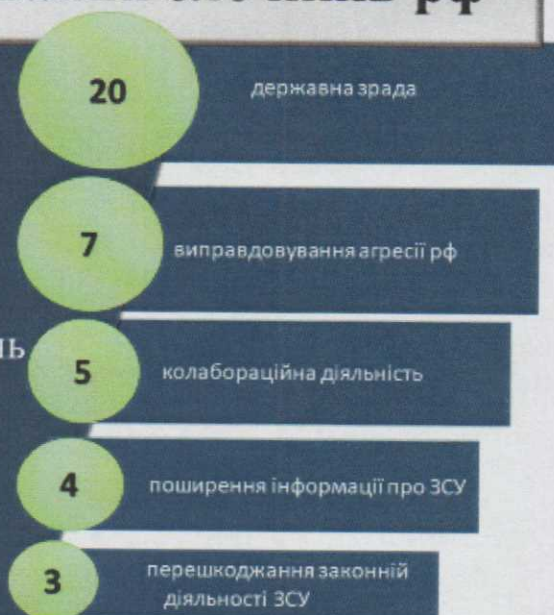 рф
20
державна зрада
7
виправдовування агресії рф
5
колабораційна діяльність
4
поширення інформації про ЗСУ
3
перешкоджання законній
діяльності ЗСУ